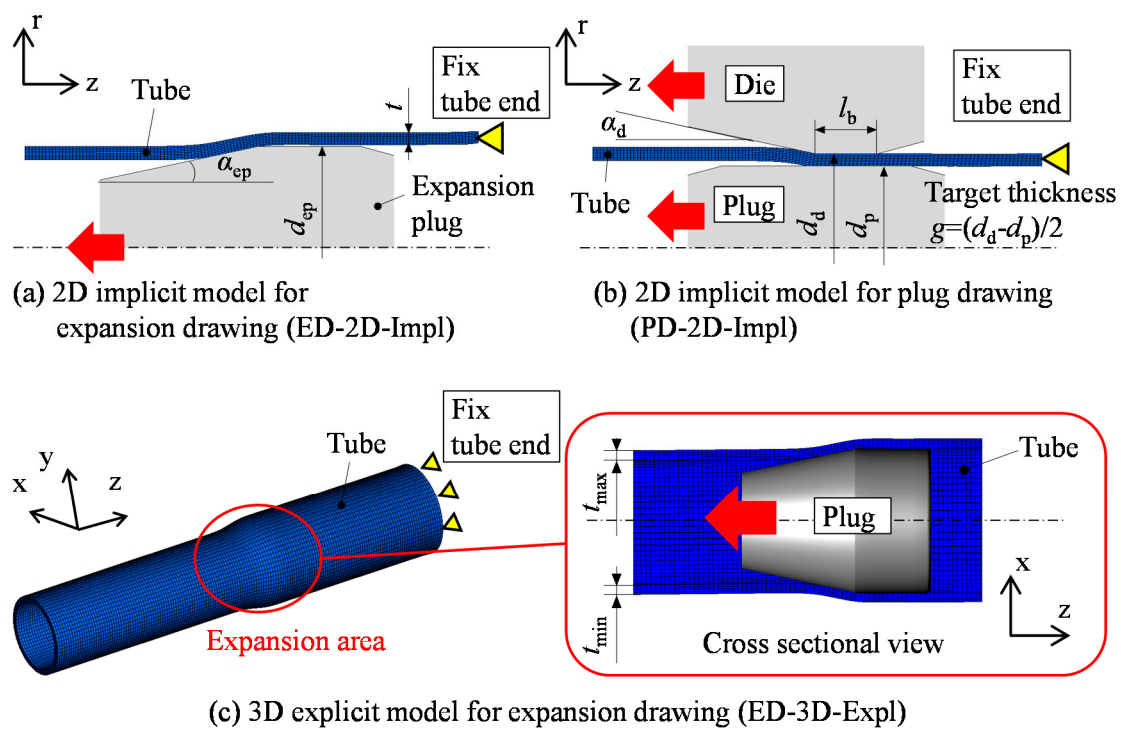 r
z
Tube
t
Fix
tube end
α_ep
d_ep
Expansion
plug
(a) 2D implicit model for
expansion drawing (ED-2D-Impl)
r
z
Die
l_b
Fix
tube end
α_d
Tube
Plug
d_d
d_p
Target thickness
g=(d_d-d_p)/2
(b) 2D implicit model for plug drawing
(PD-2D-Impl)
Fix
tube end
Tube
y
x
z
Expansion area
t_max
t_min
Plug
Tube
x
z
Cross sectional view
(c) 3D explicit model for expansion drawing (ED-3D-Expl)